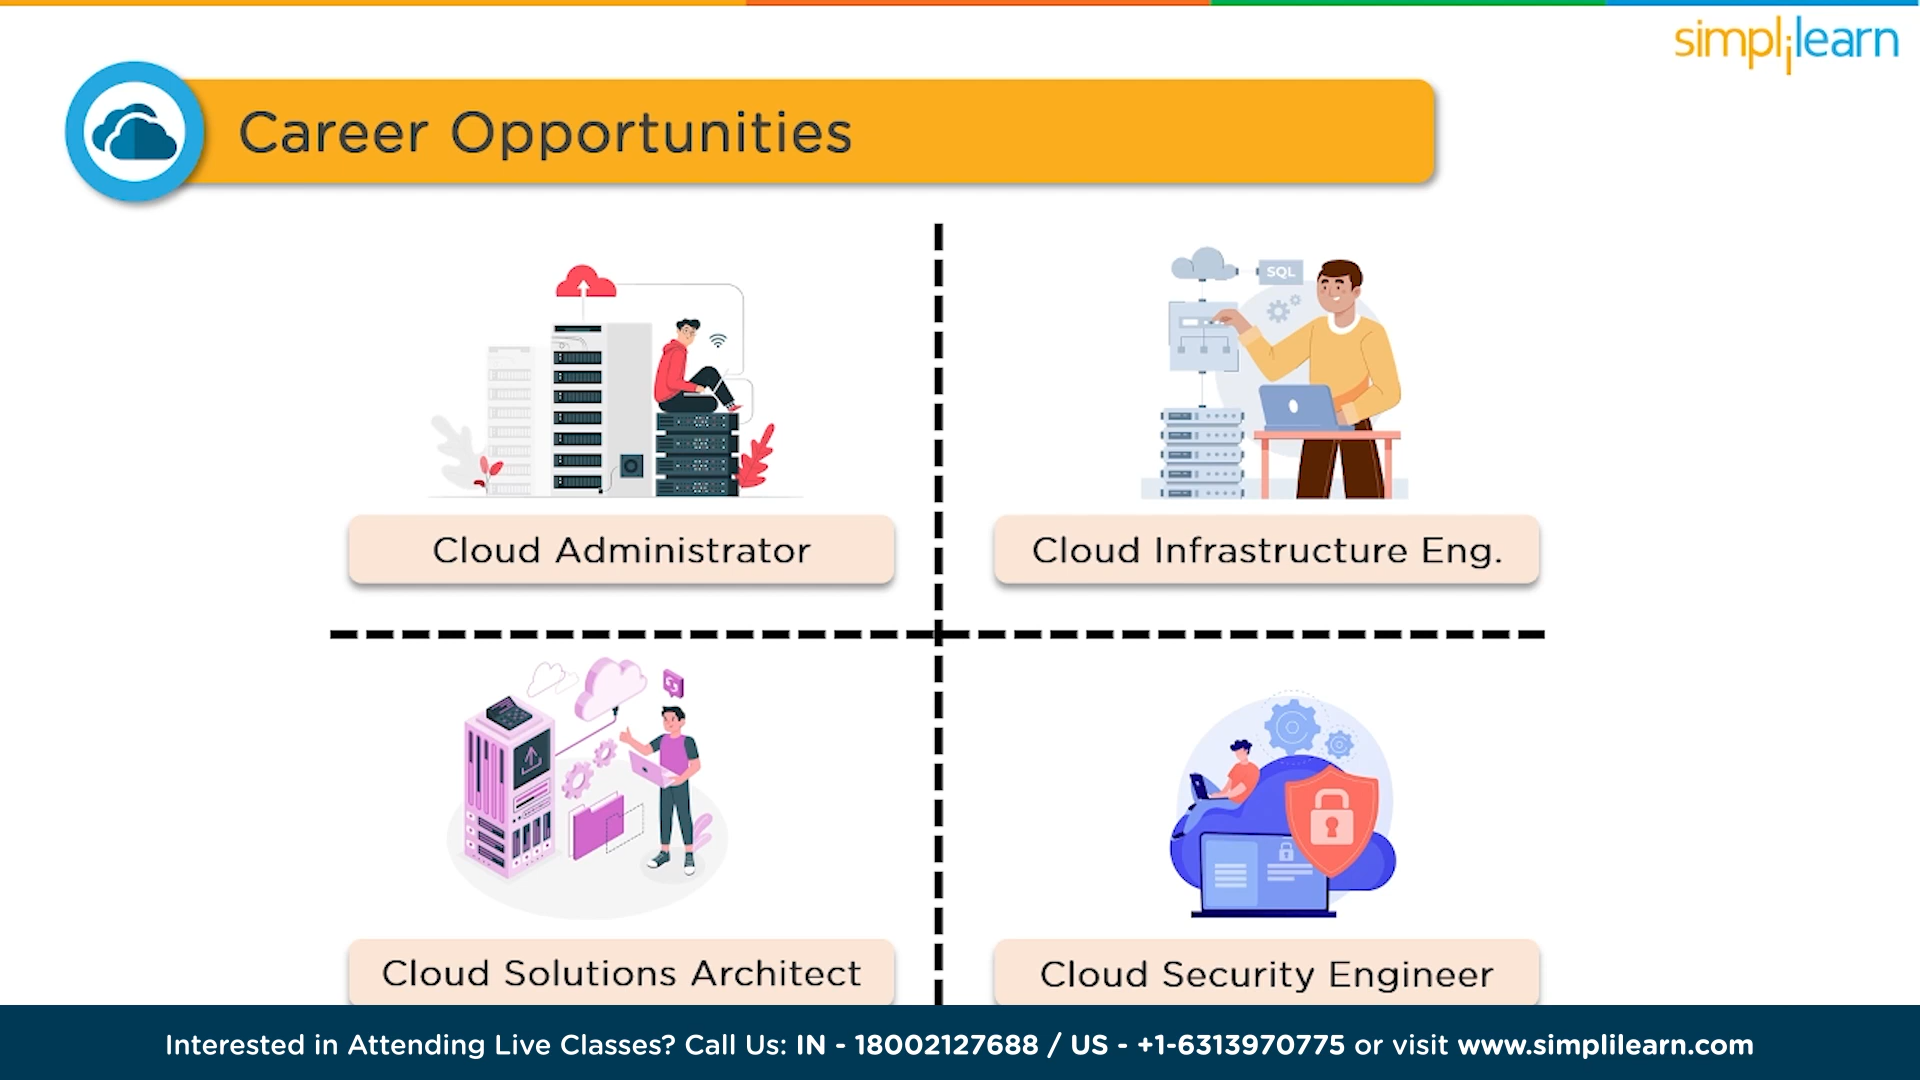 simplilearn
Career Opportunities
SQL
Cloud Administrator
Cloud Infrastructure Eng.
Cloud Solutions Architect
Cloud Security Engineer
Interested in Attending Live Classes? Call Us: IN - 18002127688 / US - +1-6313970775 or visit www.simplilearn.com